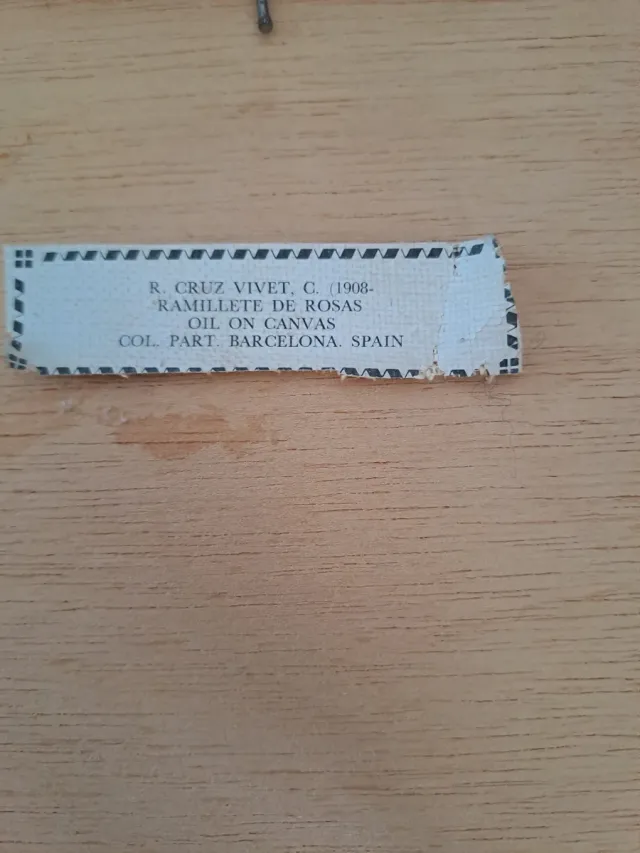 R. CRUZ VIVET, C. (1908-
RAMILLETE DE ROSAS
OIL ON CANVAS
COL. PART. BARCELONA. SPAIN